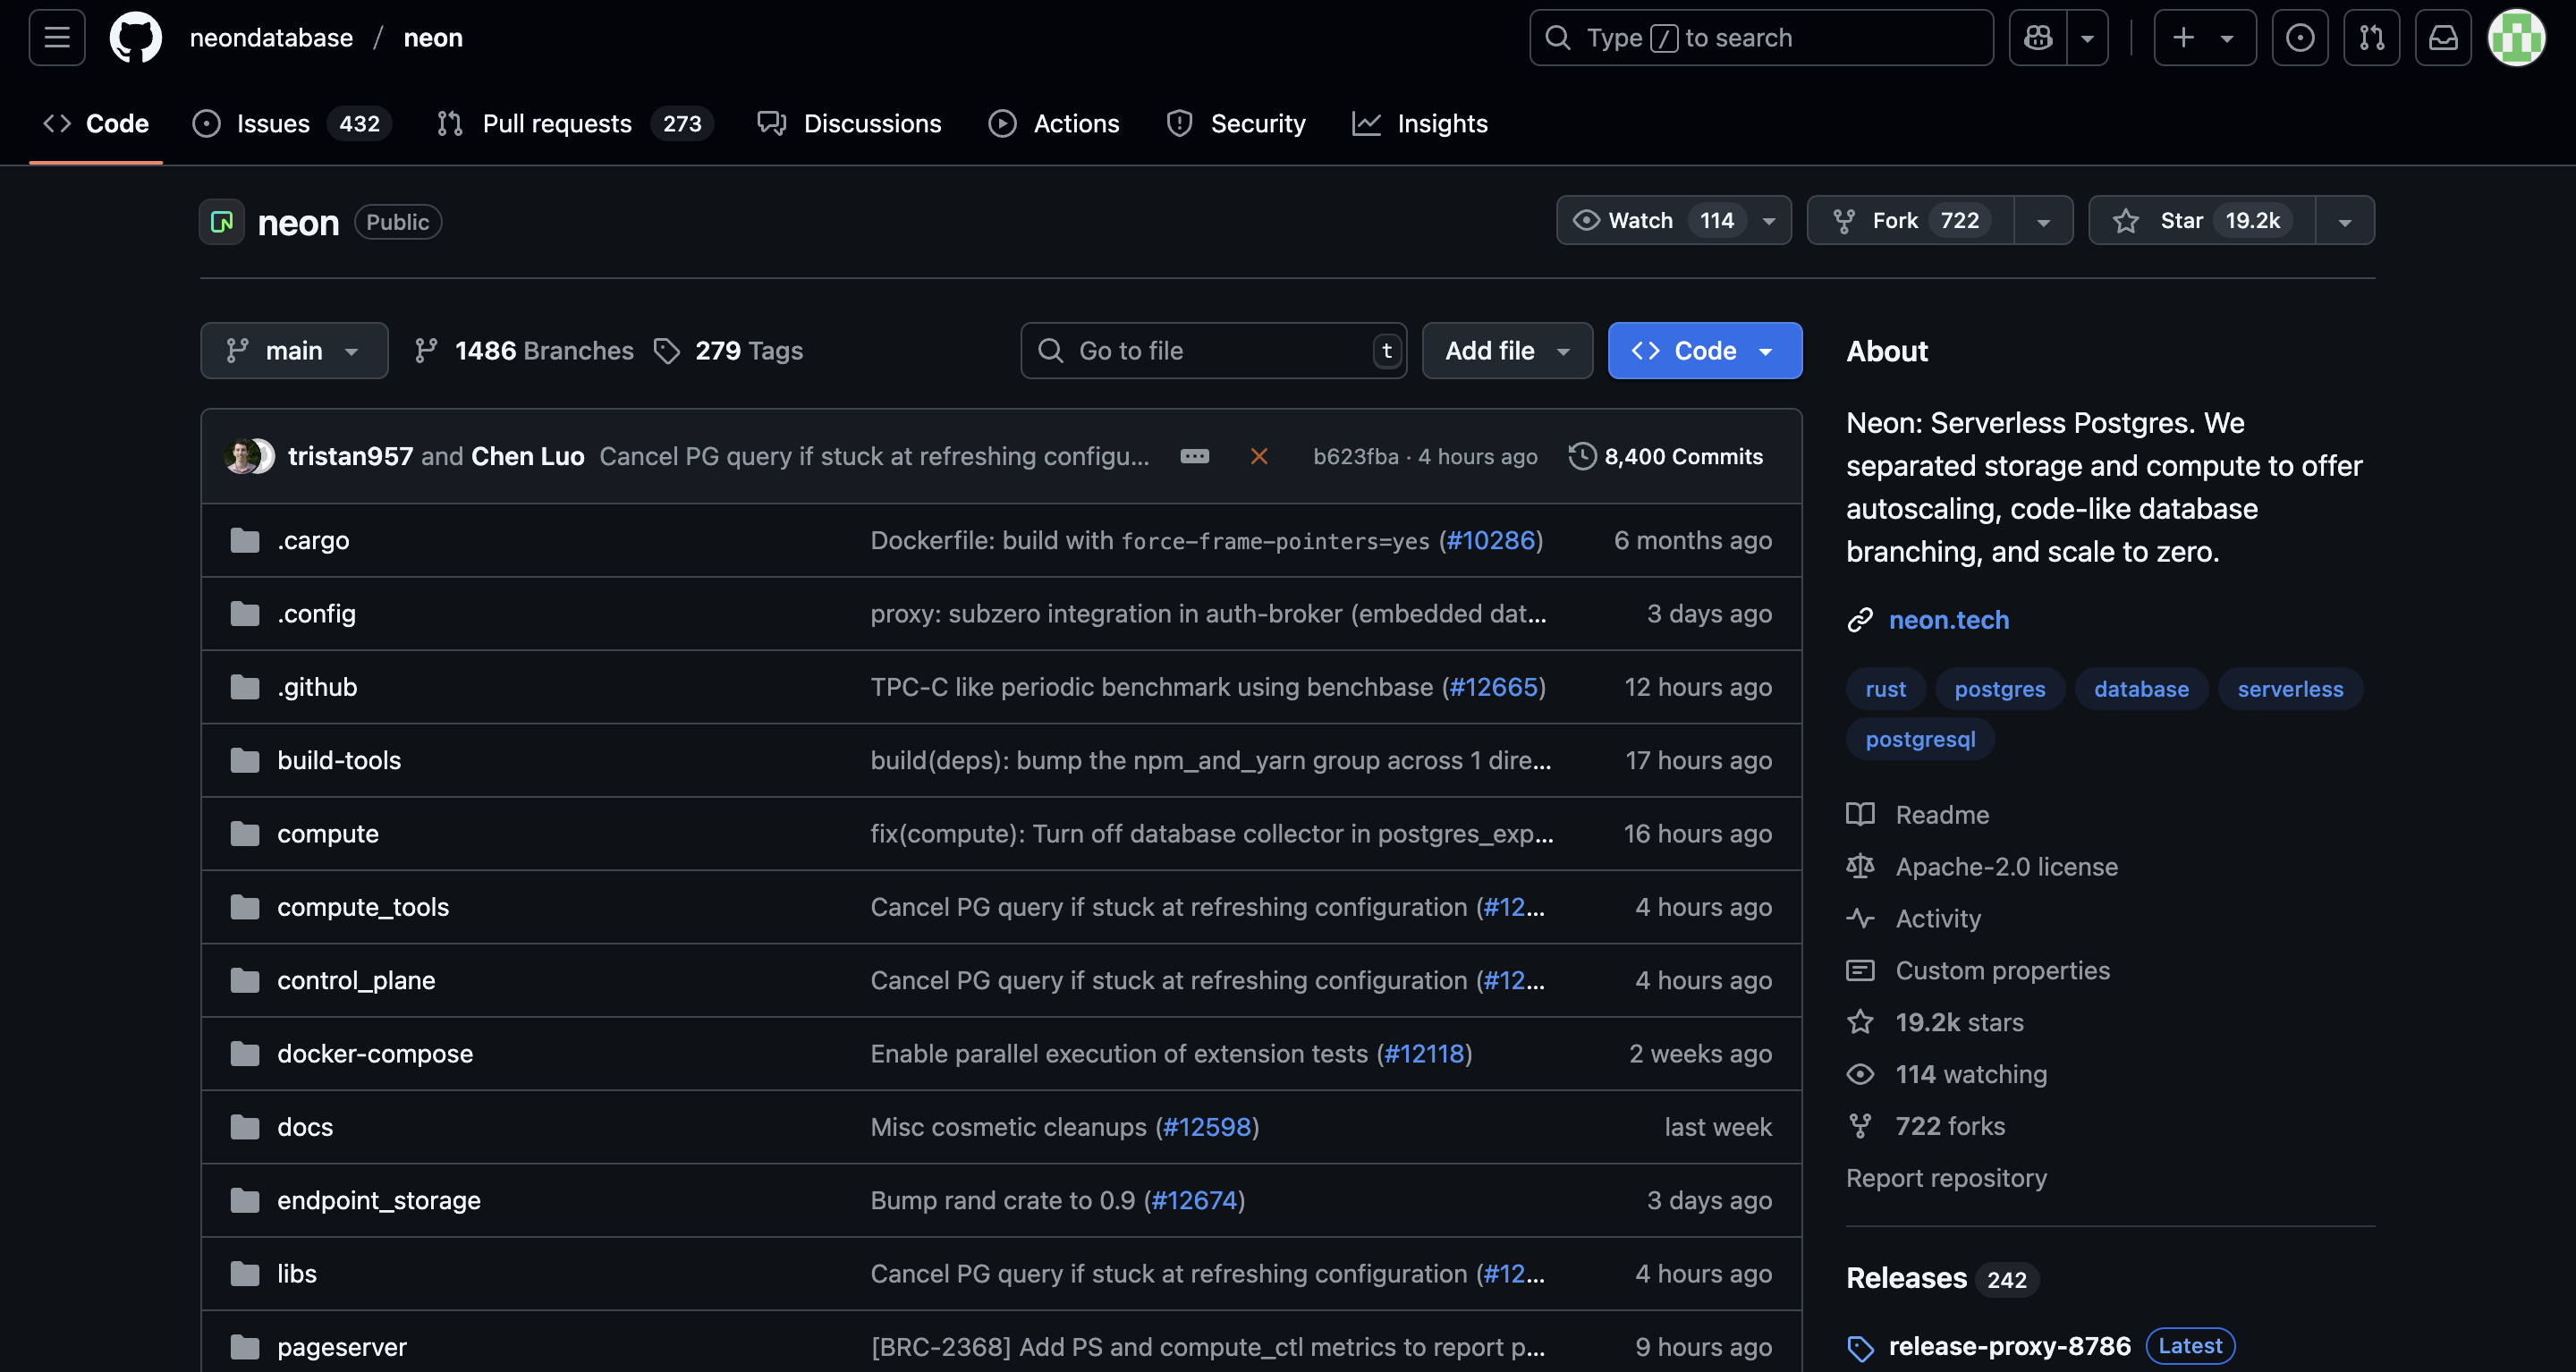 neondatabase / neon
Type / to search
Code
Issues 432
Pull requests 273
Discussions
Actions
Security
Insights
neon Public
Watch 114
Fork 722
Star 19.2k
main
1486 Branches
279 Tags
Go to file t
Add file
Code
tristan957 and Chen Luo Cancel PG query if stuck at refreshing configu... b623fba · 4 hours ago 8,400 Commits
.cargo Dockerfile: build with force-frame-pointers=yes (#10286) 6 months ago
.config proxy: subzero integration in auth-broker (embedded dat... 3 days ago
.github TPC-C like periodic benchmark using benchbase (#12665) 12 hours ago
build-tools build(deps): bump the npm_and_yarn group across 1 dire... 17 hours ago
compute fix(compute): Turn off database collector in postgres_exp... 16 hours ago
compute_tools Cancel PG query if stuck at refreshing configuration (#12... 4 hours ago
control_plane Cancel PG query if stuck at refreshing configuration (#12... 4 hours ago
docker-compose Enable parallel execution of extension tests (#12118) 2 weeks ago
docs Misc cosmetic cleanups (#12598) last week
endpoint_storage Bump rand crate to 0.9 (#12674) 3 days ago
libs Cancel PG query if stuck at refreshing configuration (#12... 4 hours ago
pageserver [BRC-2368] Add PS and compute_ctl metrics to report p... 9 hours ago
About
Neon: Serverless Postgres. We
separated storage and compute to offer
autoscaling, code-like database
branching, and scale to zero.
neon.tech
rust postgres database serverless
postgresql
Readme
Apache-2.0 license
Activity
Custom properties
19.2k stars
114 watching
722 forks
Report repository
Releases 242
release-proxy-8786 Latest